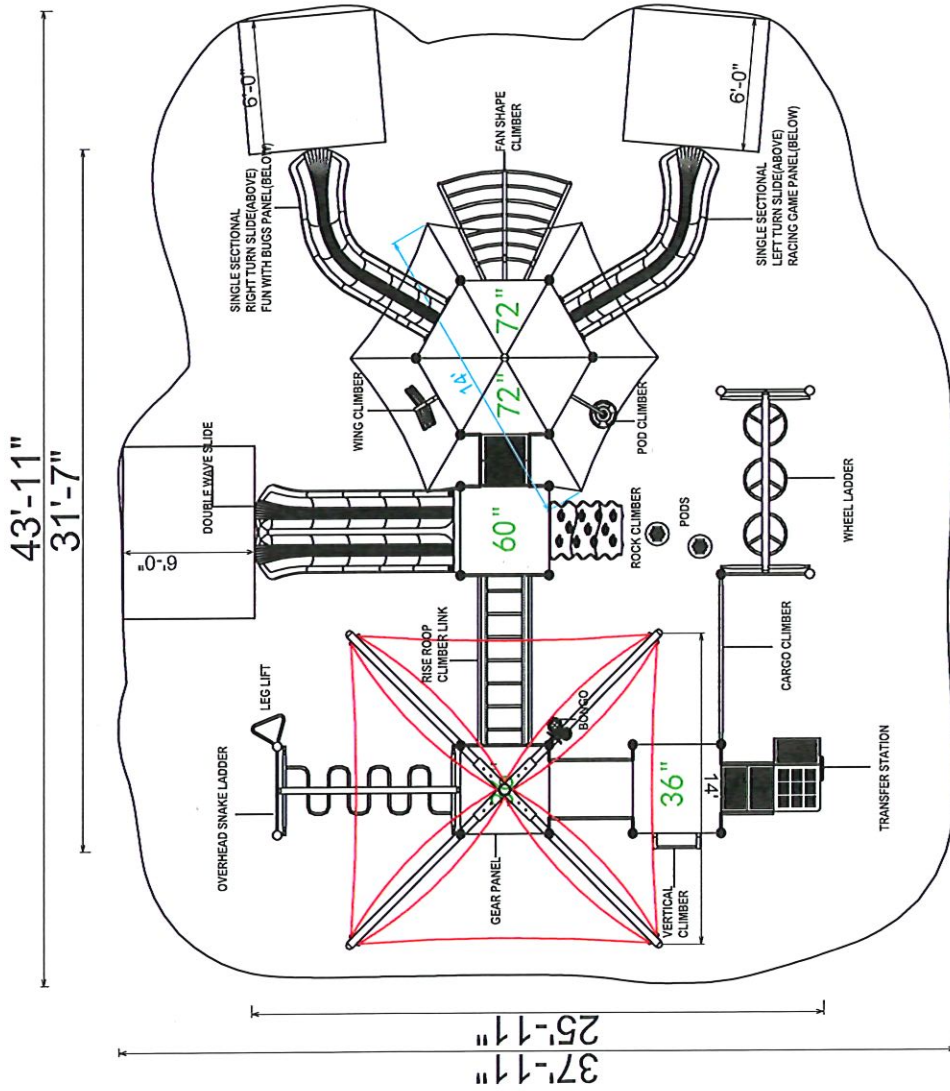 43'-11"
31'-7"
6'-0"
SINGLE SECTIONAL
RIGHT TURN SLIDE(ABOVE)
FUN WITH BUGS PANEL(BELOW)
FAN SHAPE
CLIMBER
6'-0"
SINGLE SECTIONAL
LEFT TURN SLIDE(ABOVE)
RACING GAME PANEL(BELOW)
72"
72"
14'
WING CLIMBER
POD CLIMBER
DOUBLE WAVE SLIDE
6'-0"
60"
ROCK CLIMBER
PODS
WHEEL LADDER
RISE ROOP
CLIMBER LINK
CARGO CLIMBER
LEG LIFT
BONGO
OVERHEAD SNAKE LADDER
GEAR PANEL
36"
14'
VERTICAL
CLIMBER
TRANSFER STATION
25'-11"
37'-11"